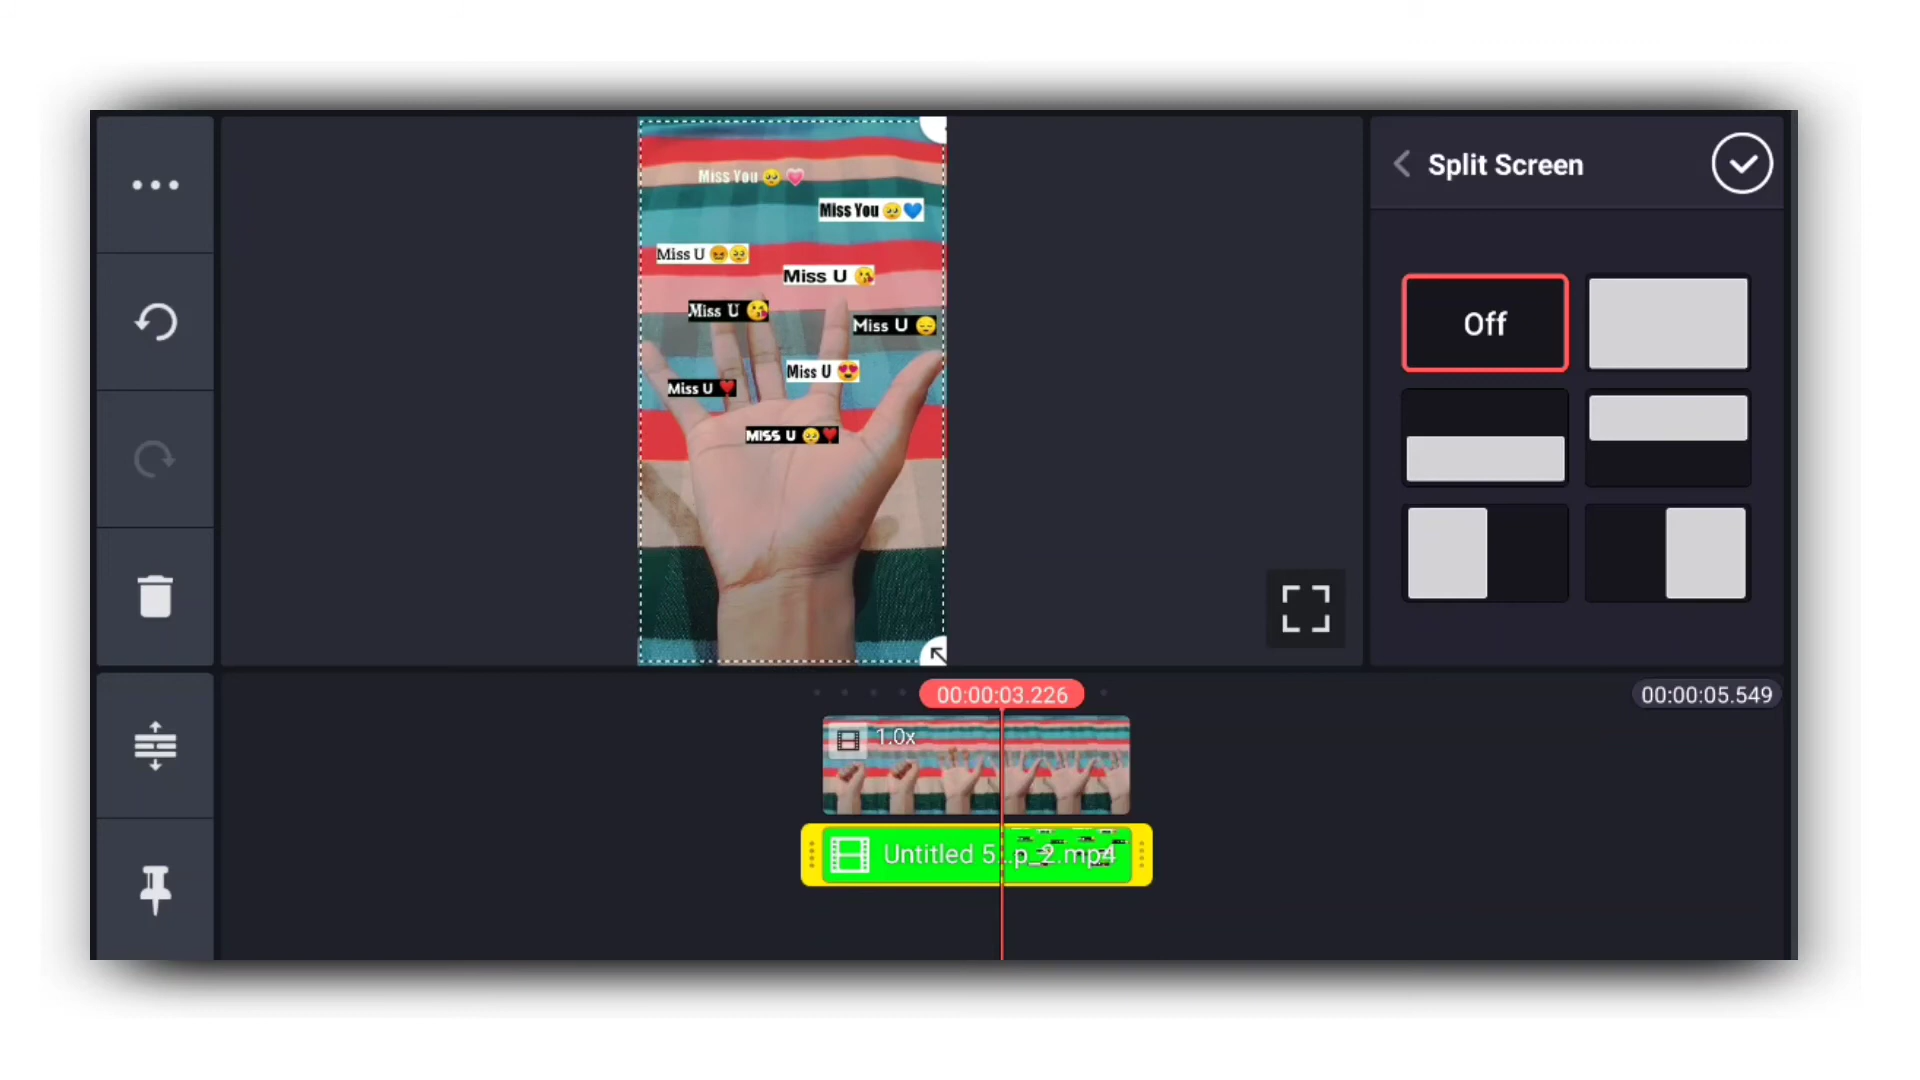 Split Screen
Miss You 🥺💗
Miss You 🥺💙
Miss U 😖🥺
Miss U 😘
Miss U 😘
Off
Miss U 😔
Miss U 😍
Miss U ❤️
MISS U 🥺❤️
00:00:03.226
00:00:05.549
1.0x
Untitled 5...p_2.mp4